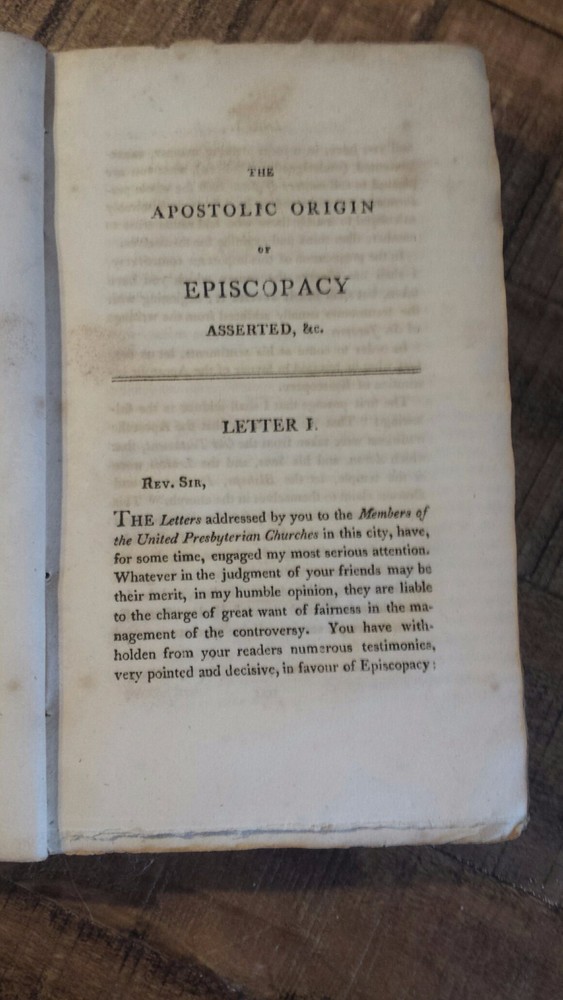 THE
APOSTOLIC ORIGIN
OF
EPISCOPACY
ASSERTED, &c.
LETTER I.
REV. SIR,
THE Letters addressed by you to the Members of
the United Presbyterian Churches in this city, have,
for some time, engaged my most serious attention.
Whatever in the judgment of your friends may be
their merit, in my humble opinion, they are liable
to the charge of great want of fairness in the ma-
nagement of the controversy. You have with-
holden from your readers numerous testimonies,
very pointed and decisive, in favour of Episcopacy: